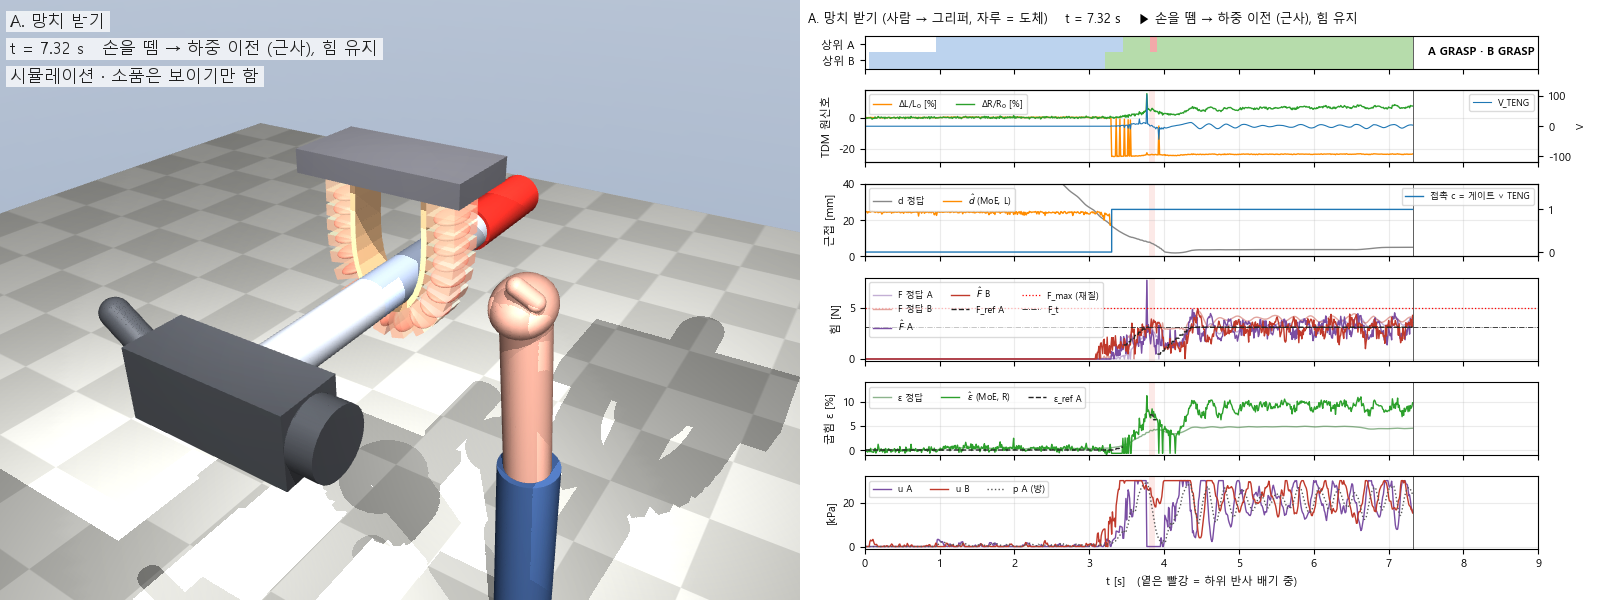 A. 망치 받기
t = 7.32 s   손을 뗌 → 하중 이전 (근사), 힘 유지
시뮬레이션 · 소품은 보이기만 함
A. 망치 받기 (사람 → 그리퍼, 자루 = 도체)   t = 7.32 s   ▶ 손을 뗌 → 하중 이전 (근사), 힘 유지
상위 A
상위 B
A GRASP · B GRASP
TDM 원신호
0
-20
ΔL/L₀ [%]   ΔR/R₀ [%]
V_TENG
100
0
-100
V
근접 [mm]
40
20
0
d 정답   d̂ (MoE, L)
접촉 c = 게이트 ∨ TENG
1
0
힘 [N]
5
0
F 정답 A   F̂ B   F_max (재질)
F 정답 B   F_ref A   F_t
F̂ A
굽힘 ε [%]
10
5
0
ε 정답   ε̂ (MoE, R)   ε_ref A
[kPa]
20
0
u A   u B   p A (방)
0 1 2 3 4 5 6 7 8 9
t [s]   (옅은 빨강 = 하위 반사 배기 중)